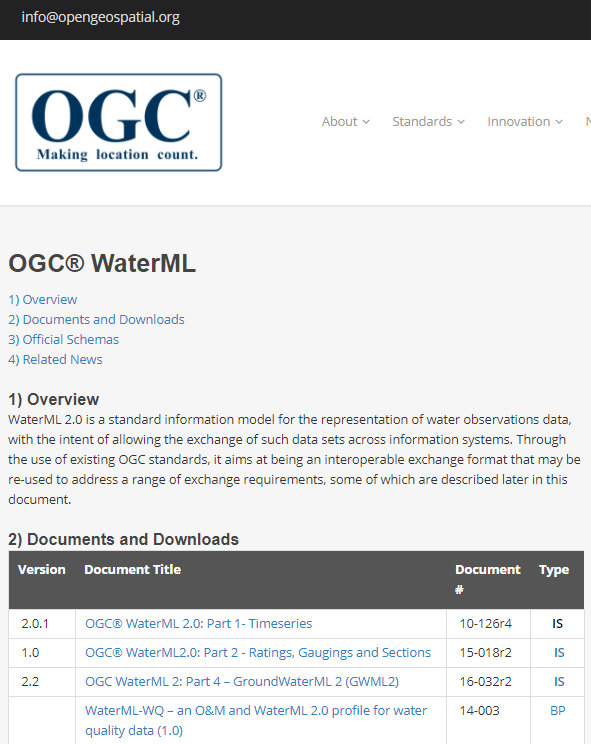 info@opengeospatial.org
OGC®
Making location count.
About Standards Innovation N
OGC® WaterML
1) Overview
2) Documents and Downloads
3) Official Schemas
4) Related News
1) Overview
WaterML 2.0 is a standard information model for the representation of water observations data,
with the intent of allowing the exchange of such data sets across information systems. Through
the use of existing OGC standards, it aims at being an interoperable exchange format that may be
re-used to address a range of exchange requirements, some of which are described later in this
document.
2) Documents and Downloads
Version Document Title Document # Type
2.0.1 OGC® WaterML 2.0: Part 1- Timeseries 10-126r4 IS
1.0 OGC® WaterML2.0: Part 2 - Ratings, Gaugings and Sections 15-018r2 IS
2.2 OGC WaterML 2: Part 4 – GroundWaterML 2 (GWML2) 16-032r2 IS
WaterML-WQ – an O&M and WaterML 2.0 profile for water 14-003 BP
quality data (1.0)